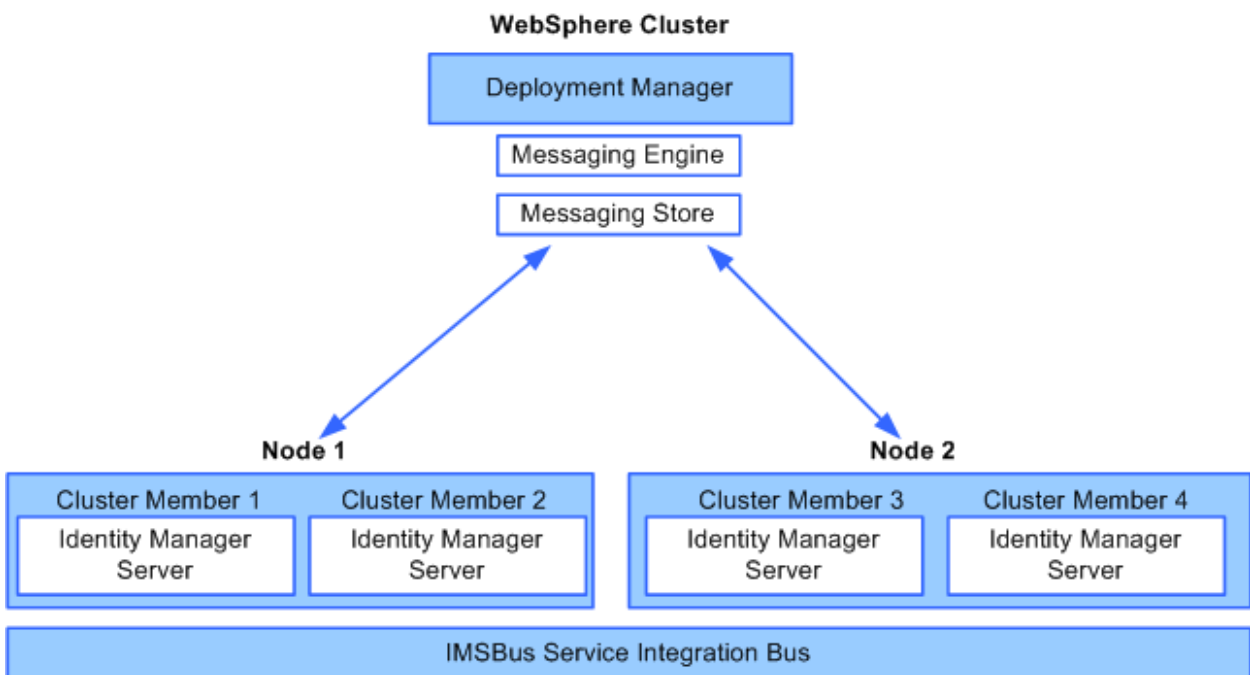 WebSphere Cluster
Deployment Manager
Messaging Engine
Messaging Store
Node 1
Cluster Member 1
Cluster Member 2
Identity Manager
Server
Identity Manager
Server
Node 2
Cluster Member 3
Cluster Member 4
Identity Manager
Server
Identity Manager
Server
IMSBus Service Integration Bus